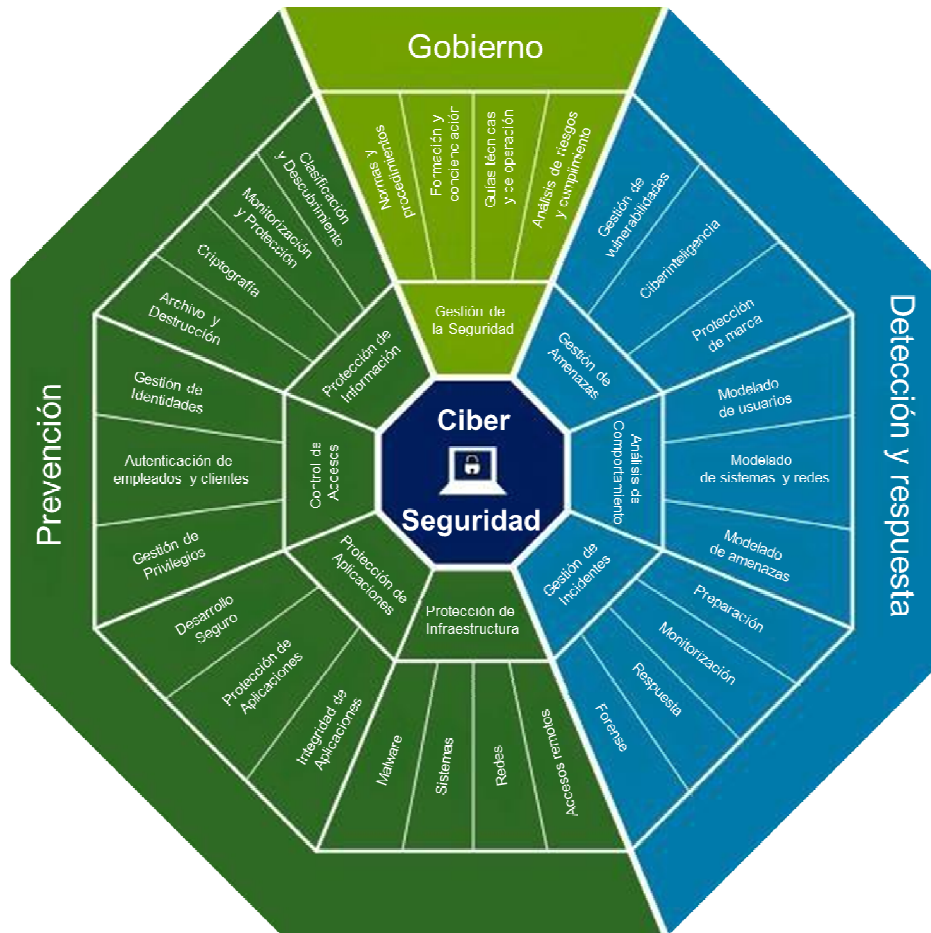 Gobierno
Normas y
procedimientos
Formación y
concienciación
Guías técnicas
y de operación
Análisis de riesgos
y cumplimiento
Gestión de
la Seguridad
Prevención
Clasificación
y Descubrimiento
Monitorización
y Protección
Criptografía
Archivo y
Destrucción
Protección de
Información
Gestión de
Identidades
Autenticación de
empleados y clientes
Gestión de
Privilegios
Control de
Accesos
Desarrollo
Seguro
Protección de
Aplicaciones
Integridad de
Aplicaciones
Protección de
Aplicaciones
Protección de
Infraestructura
Malware
Sistemas
Redes
Accesos remotos
Ciber
Seguridad
Detección y respuesta
Gestión de
vulnerabilidades
Ciberinteligencia
Protección
de marca
Gestión de
Amenazas
Modelado
de usuarios
Modelado
de sistemas y redes
Modelado
de amenazas
Análisis de
Comportamiento
Preparación
Monitorización
Respuesta
Forense
Gestión de
Incidentes